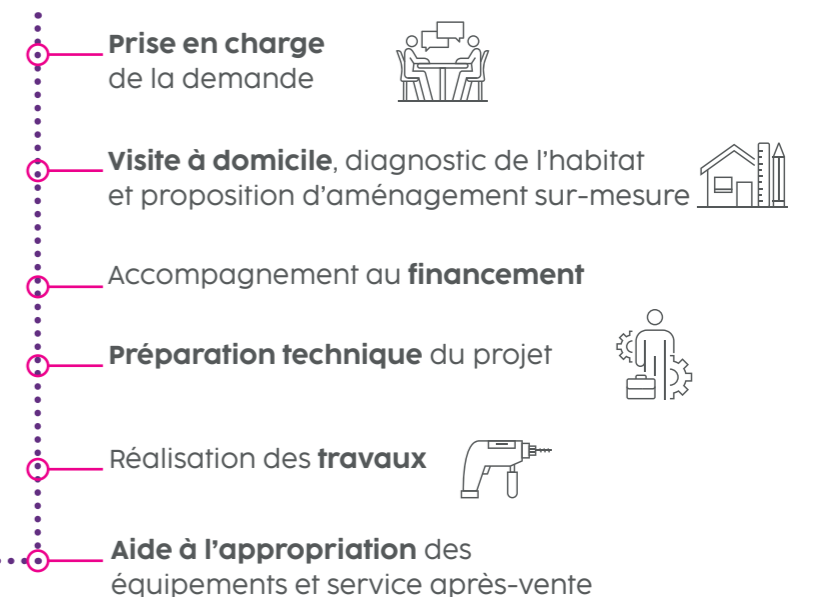 Prise en charge
de la demande
Visite à domicile, diagnostic de l'habitat
et proposition d'aménagement sur-mesure
Accompagnement au financement
Préparation technique du projet
Réalisation des travaux
Aide à l'appropriation des
équipements et service après-vente